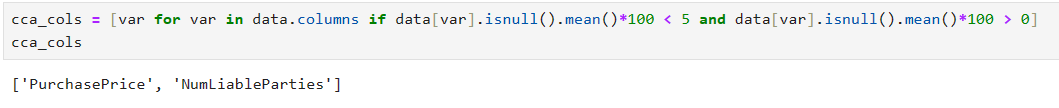 cca_cols = [var for var in data.columns if data[var].isnull().mean()*100 < 5 and data[var].isnull().mean()*100 > 0]
cca_cols
['PurchasePrice', 'NumLiableParties']